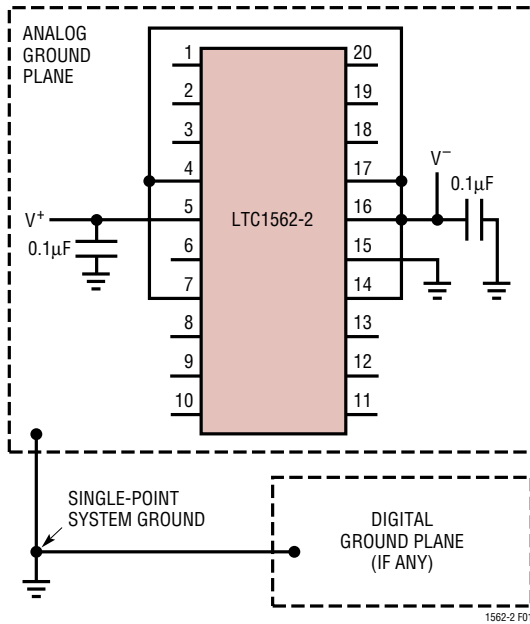 ANALOG
GROUND
PLANE
1
2
3
4
5
6
7
8
9
10
20
19
18
17
16
15
14
13
12
11
LTC1562-2
V+
0.1µF
V–
0.1µF
SINGLE-POINT
SYSTEM GROUND
DIGITAL
GROUND PLANE
(IF ANY)
1562-2 F01